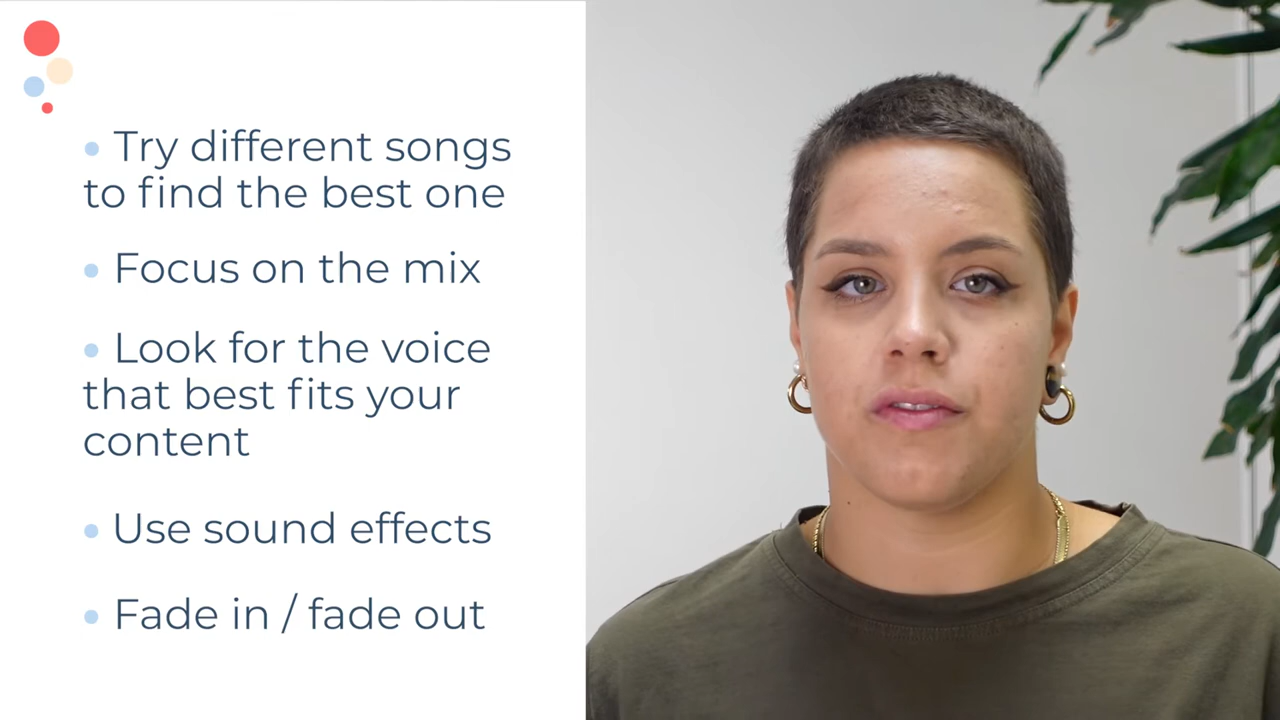 • Try different songs
to find the best one
• Focus on the mix
• Look for the voice
that best fits your
content
• Use sound effects
• Fade in / fade out